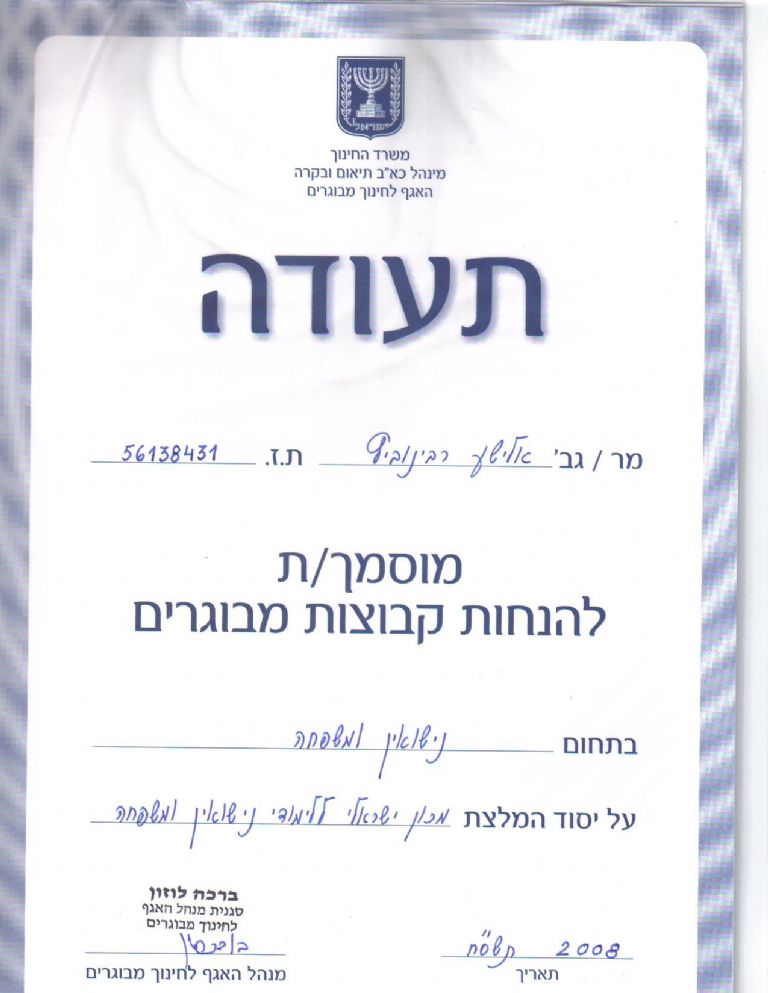 ישראל
משרד החינוך
מינהל כא"ב תיאום ובקרה
האגף לחינוך מבוגרים
תעודה
מר / גב' אלישע רבינוביץ ת.ז. 56138431
מוסמך/ת
להנחות קבוצות מבוגרים
בתחום נישואין ומשפחה
על יסוד המלצת מכון ישראלי ללימודי נישואין ומשפחה
ברכה לוזון
סגנית מנהל האגף
לחינוך מבוגרים
מנהל האגף לחינוך מבוגרים
2008 תשס"ח
תאריך